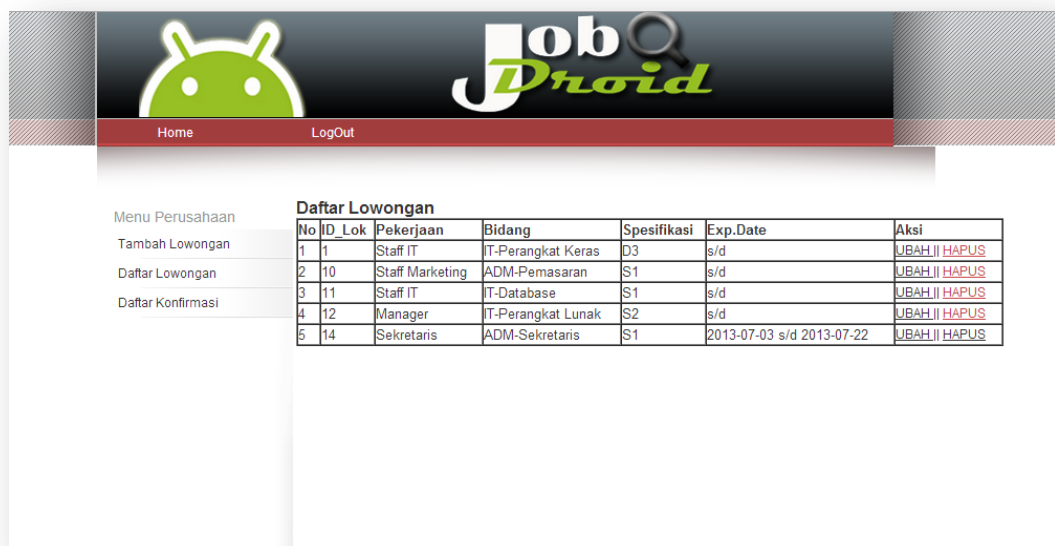 Job Droid
Home LogOut
Menu Perusahaan
Tambah Lowongan
Daftar Lowongan
Daftar Konfirmasi
Daftar Lowongan
No ID_Lok Pekerjaan Bidang Spesifikasi Exp.Date Aksi
1 1 Staff IT IT-Perangkat Keras D3 s/d UBAH || HAPUS
2 10 Staff Marketing ADM-Pemasaran S1 s/d UBAH || HAPUS
3 11 Staff IT IT-Database S1 s/d UBAH || HAPUS
4 12 Manager IT-Perangkat Lunak S2 s/d UBAH || HAPUS
5 14 Sekretaris ADM-Sekretaris S1 2013-07-03 s/d 2013-07-22 UBAH || HAPUS